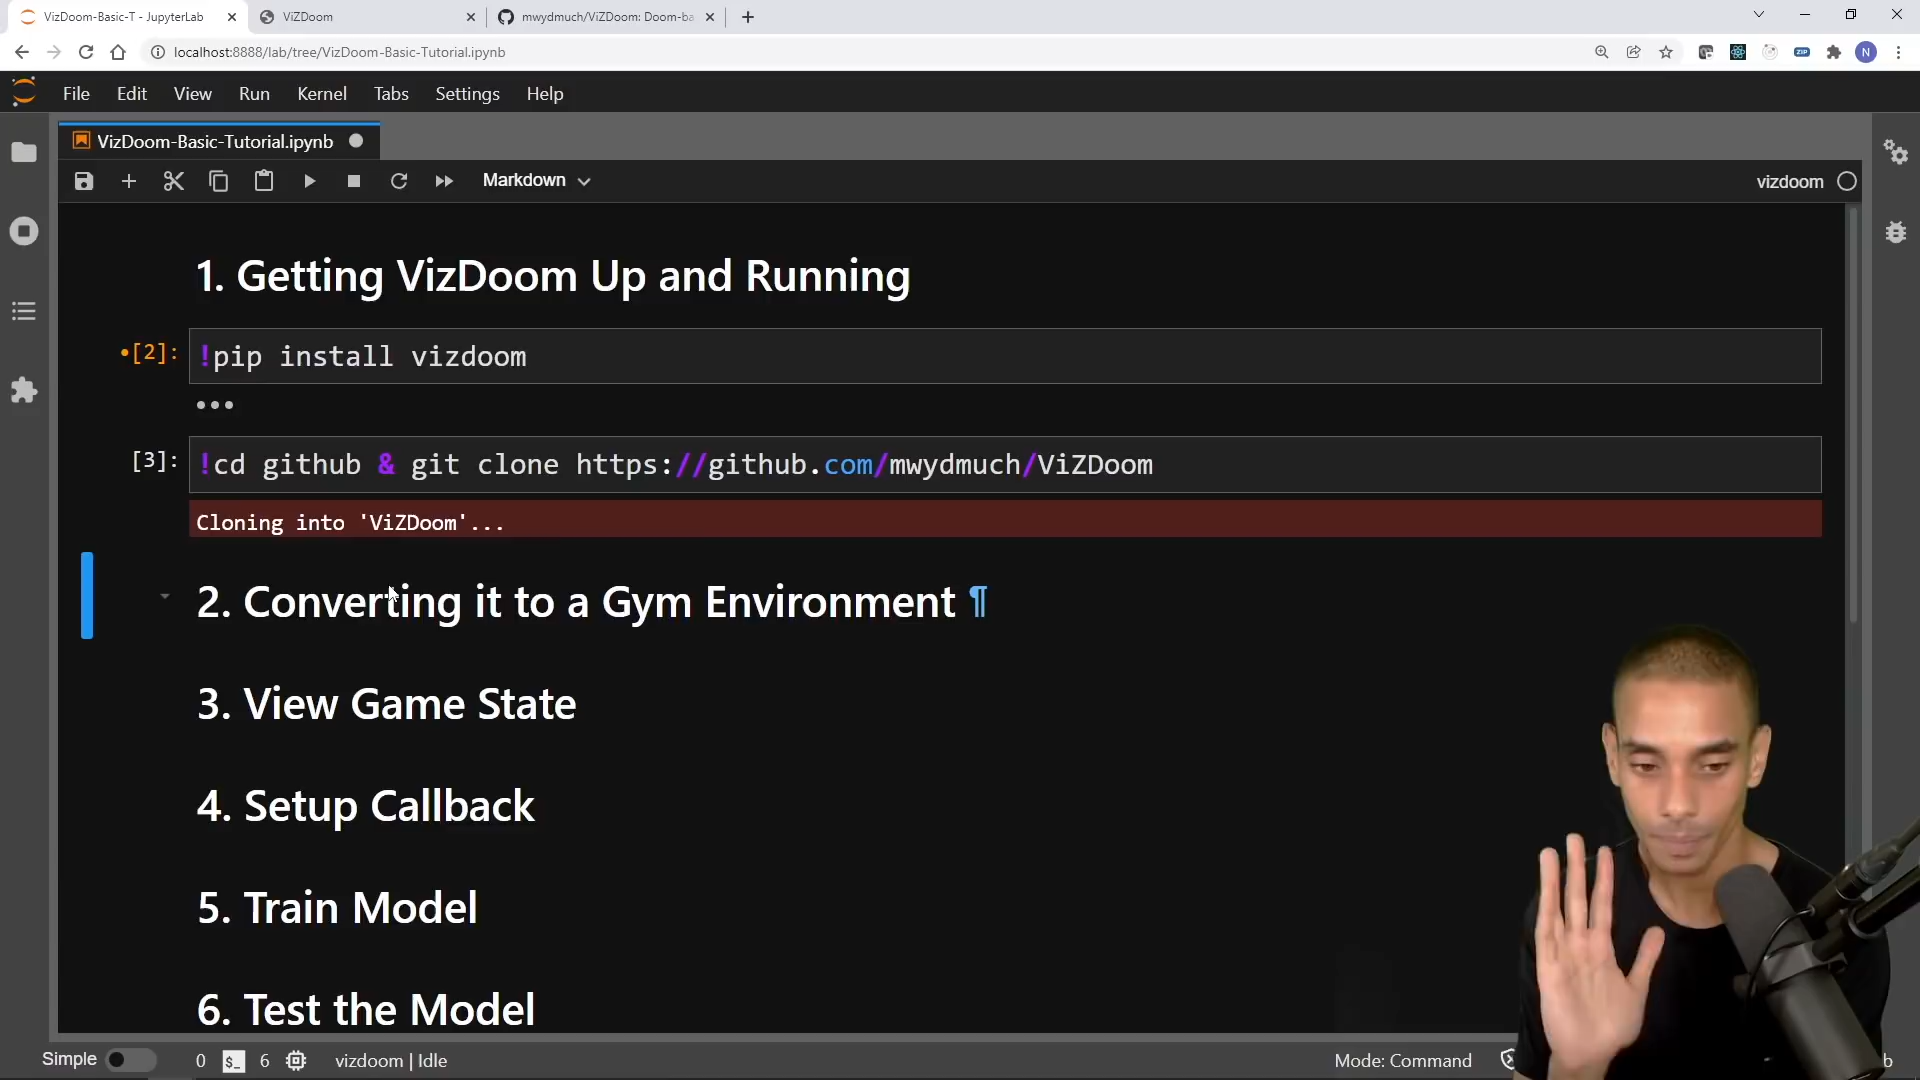 VizDoom-Basic-T - JupyterLab
ViZDoom
mwydmuch/ViZDoom: Doom-ba
localhost:8888/lab/tree/VizDoom-Basic-Tutorial.ipynb
ZIP
N
File Edit View Run Kernel Tabs Settings Help
VizDoom-Basic-Tutorial.ipynb
Markdown
vizdoom
1. Getting VizDoom Up and Running
[2]: !pip install vizdoom
[3]: !cd github & git clone https://github.com/mwydmuch/ViZDoom
Cloning into 'ViZDoom'...
2. Converting it to a Gym Environment ¶
3. View Game State
4. Setup Callback
5. Train Model
6. Test the Model
Simple 0 $_ 6 vizdoom | Idle Mode: Command b